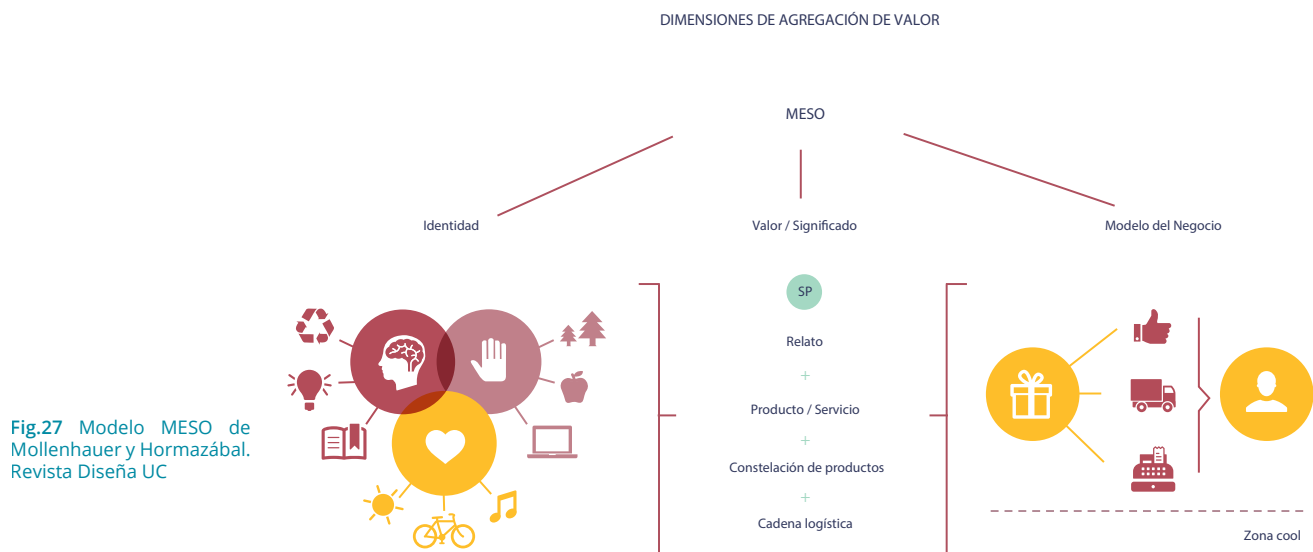 DIMENSIONES DE AGREGACIÓN DE VALOR
MESO
Identidad
Valor / Significado
Modelo del Negocio
SP
Relato
+
Producto / Servicio
+
Constelación de productos
+
Cadena logística
Zona cool
Fig.27 Modelo MESO de
Mollenhauer y Hormazábal.
Revista Diseña UC